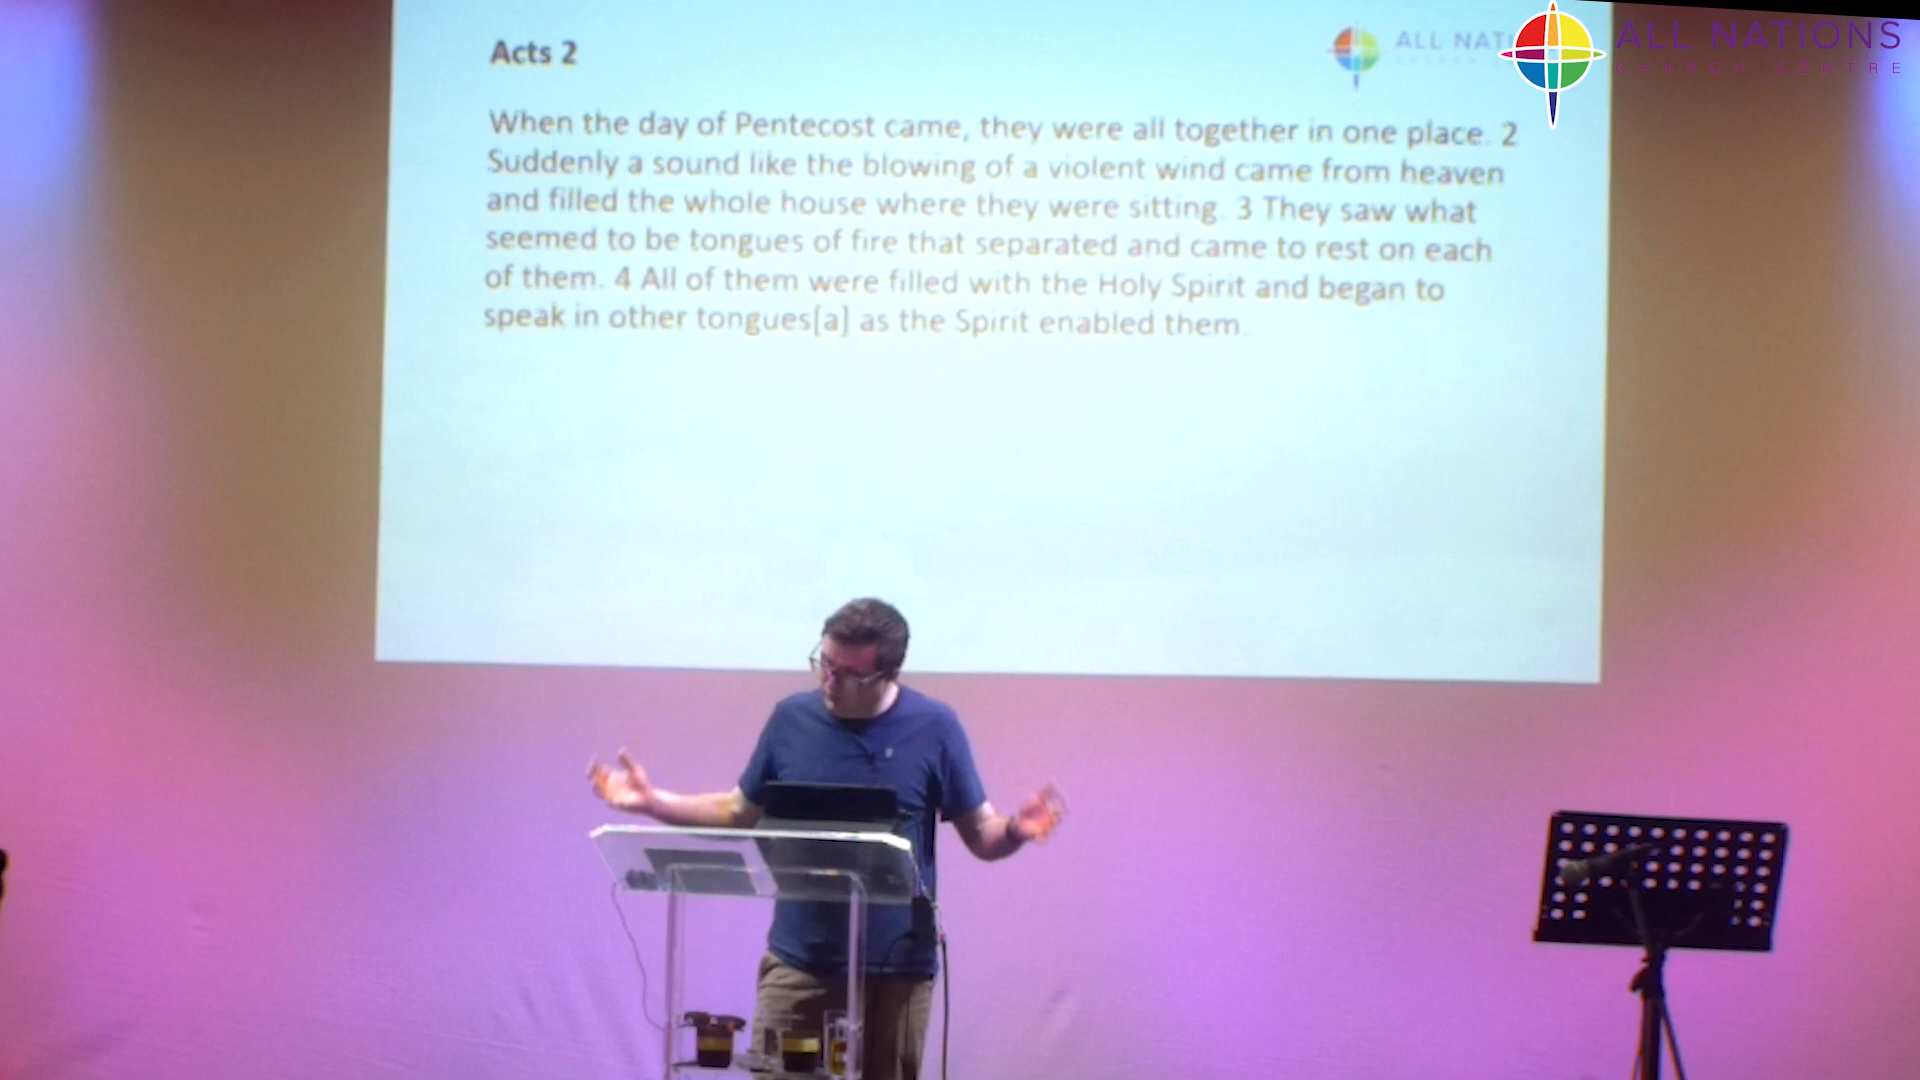 Acts 2
ALL NATI
ALL NATIONS
CHURCH CENTRE
When the day of Pentecost came, they were all together in one place. 2
Suddenly a sound like the blowing of a violent wind came from heaven
and filled the whole house where they were sitting. 3 They saw what
seemed to be tongues of fire that separated and came to rest on each
of them. 4 All of them were filled with the Holy Spirit and began to
speak in other tongues[a] as the Spirit enabled them.